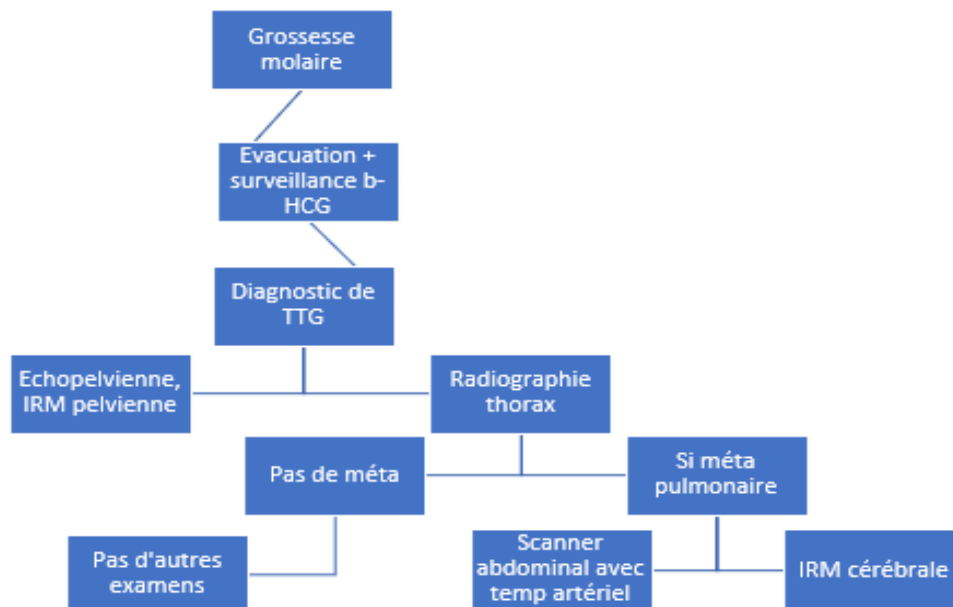 Grossesse
molaire
Evacuation +
surveillance b-
HCG
Diagnostic de
TTG
Echopelvienne,
IRM pelvienne
Radiographie
thorax
Pas de méta
Si méta
pulmonaire
Pas d'autres
examens
Scanner
abdominal avec
temp artériel
IRM cérébrale